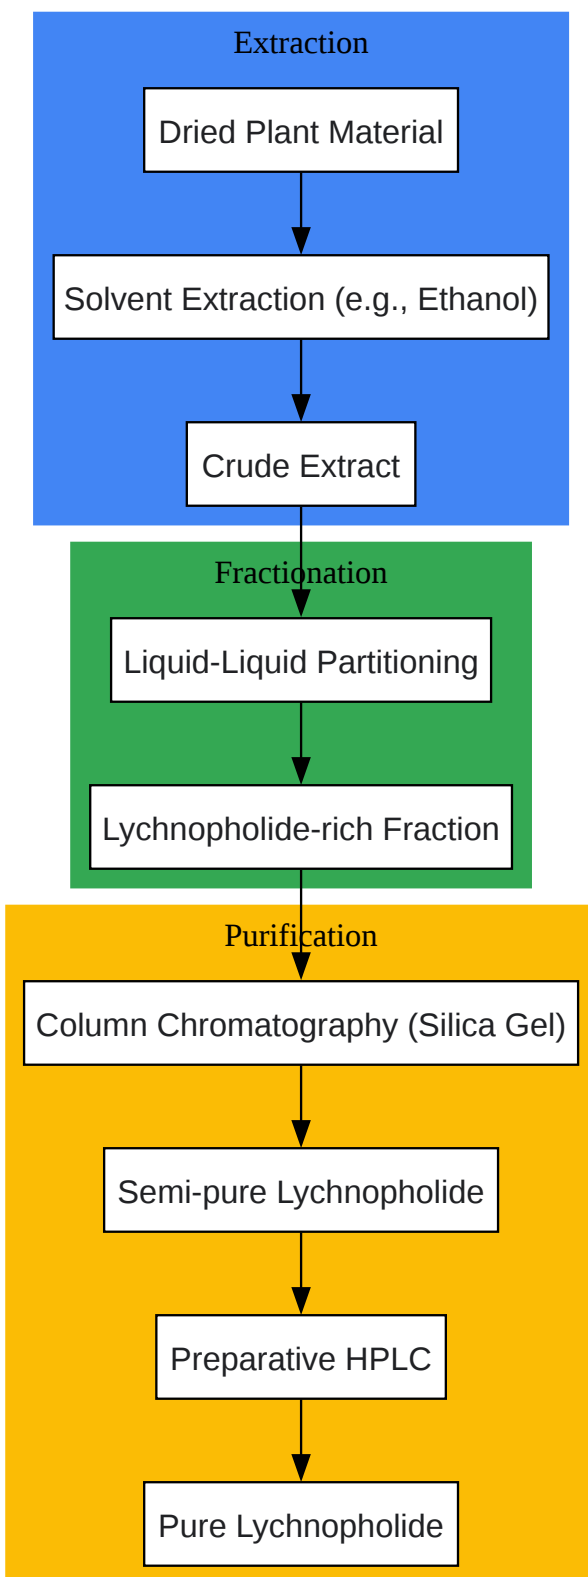 Extraction
Dried Plant Material
Solvent Extraction (e.g., Ethanol)
Crude Extract
Fractionation
Liquid-Liquid Partitioning
Lychnopholide-rich Fraction
Purification
Column Chromatography (Silica Gel)
Semi-pure Lychnopholide
Preparative HPLC
Pure Lychnopholide